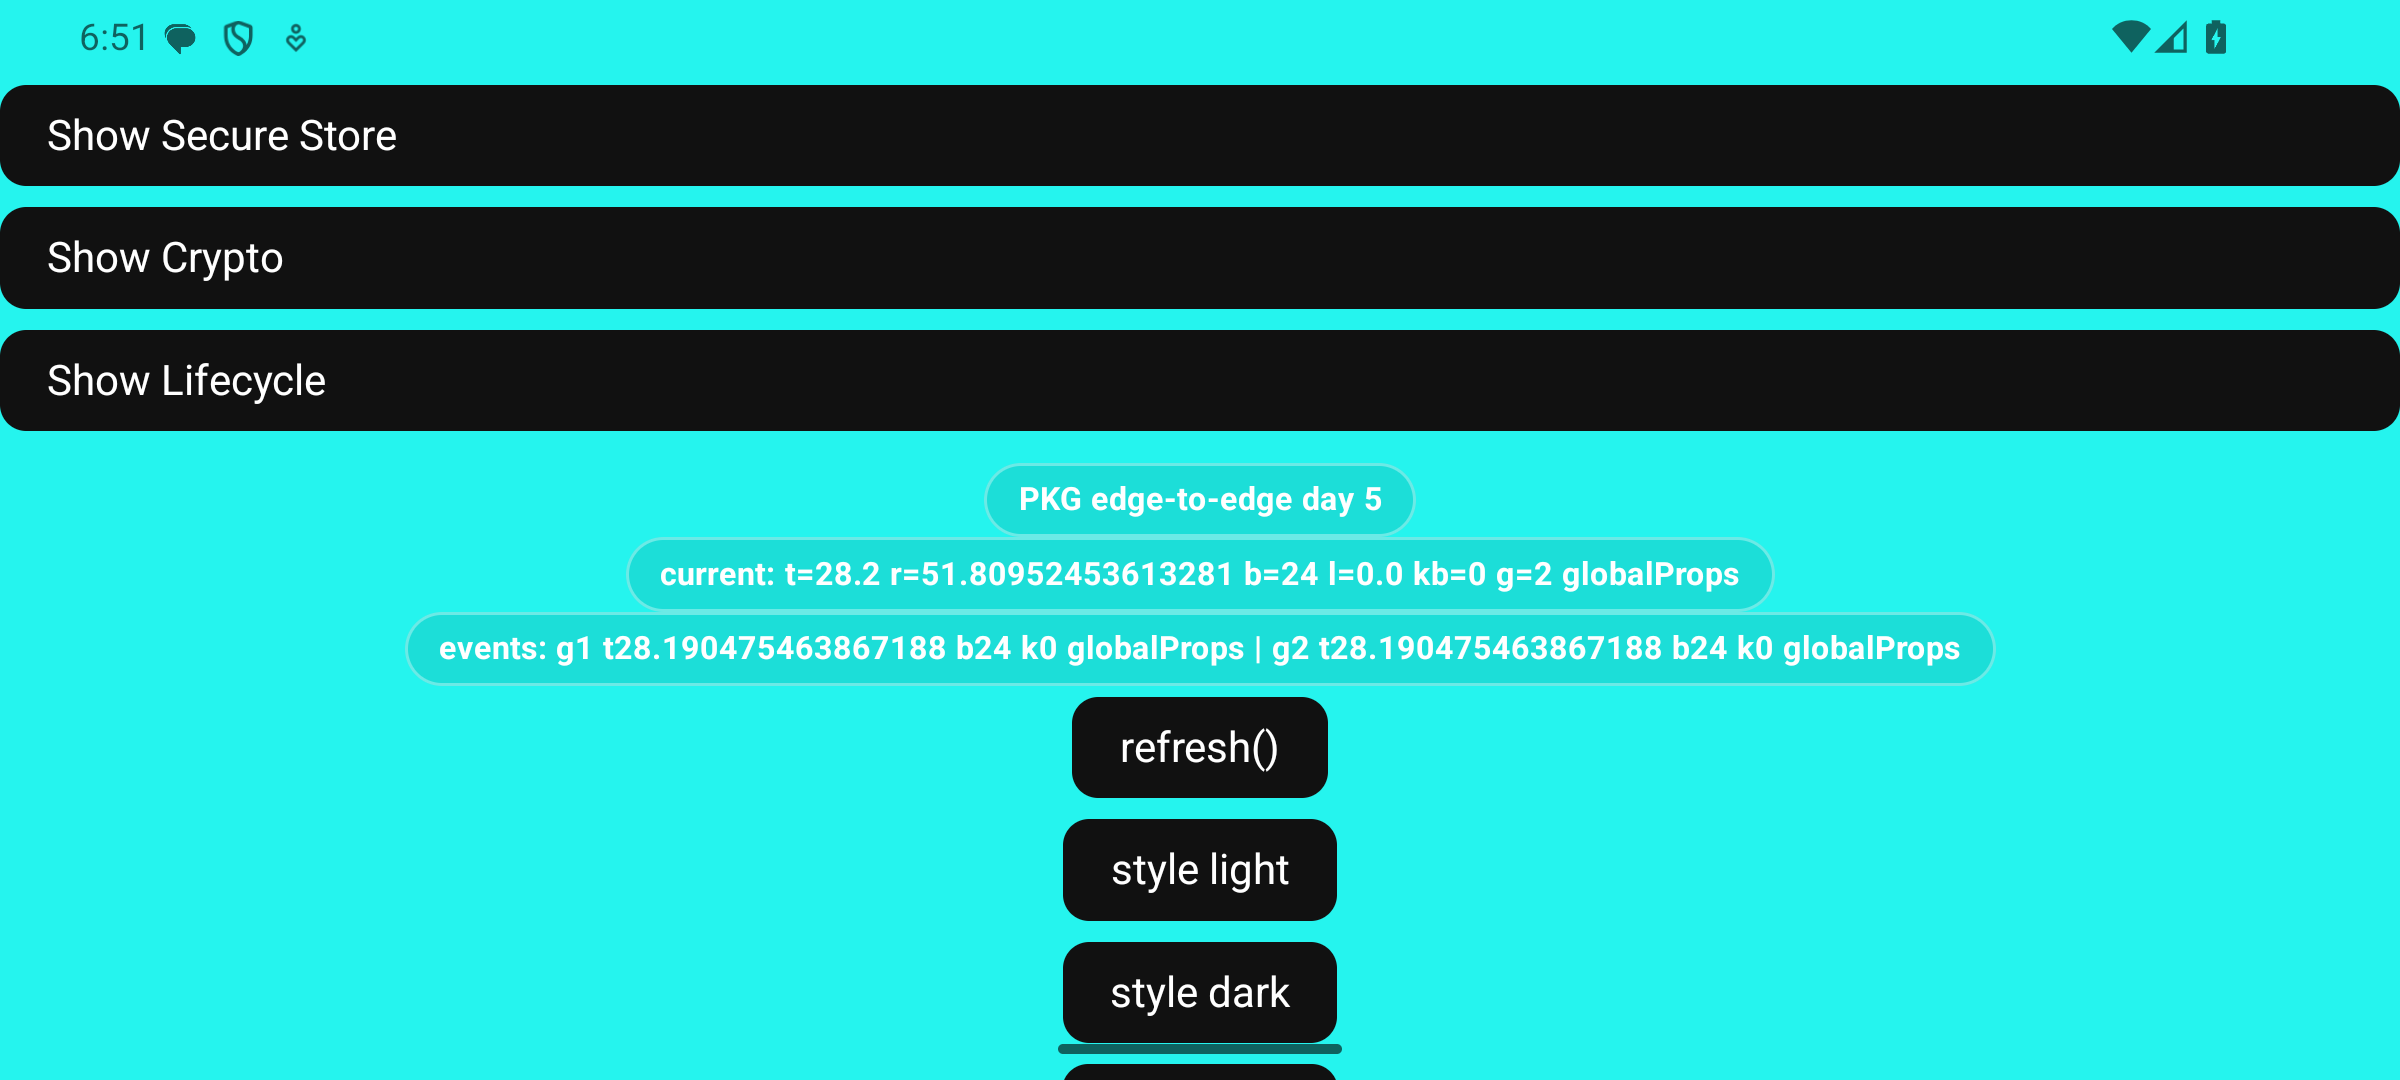 6:51
Show Secure Store
Show Crypto
Show Lifecycle
PKG edge-to-edge day 5
current: t=28.2 r=51.80952453613281 b=24 l=0.0 kb=0 g=2 globalProps
events: g1 t28.190475463867188 b24 k0 globalProps | g2 t28.190475463867188 b24 k0 globalProps
refresh()
style light
style dark